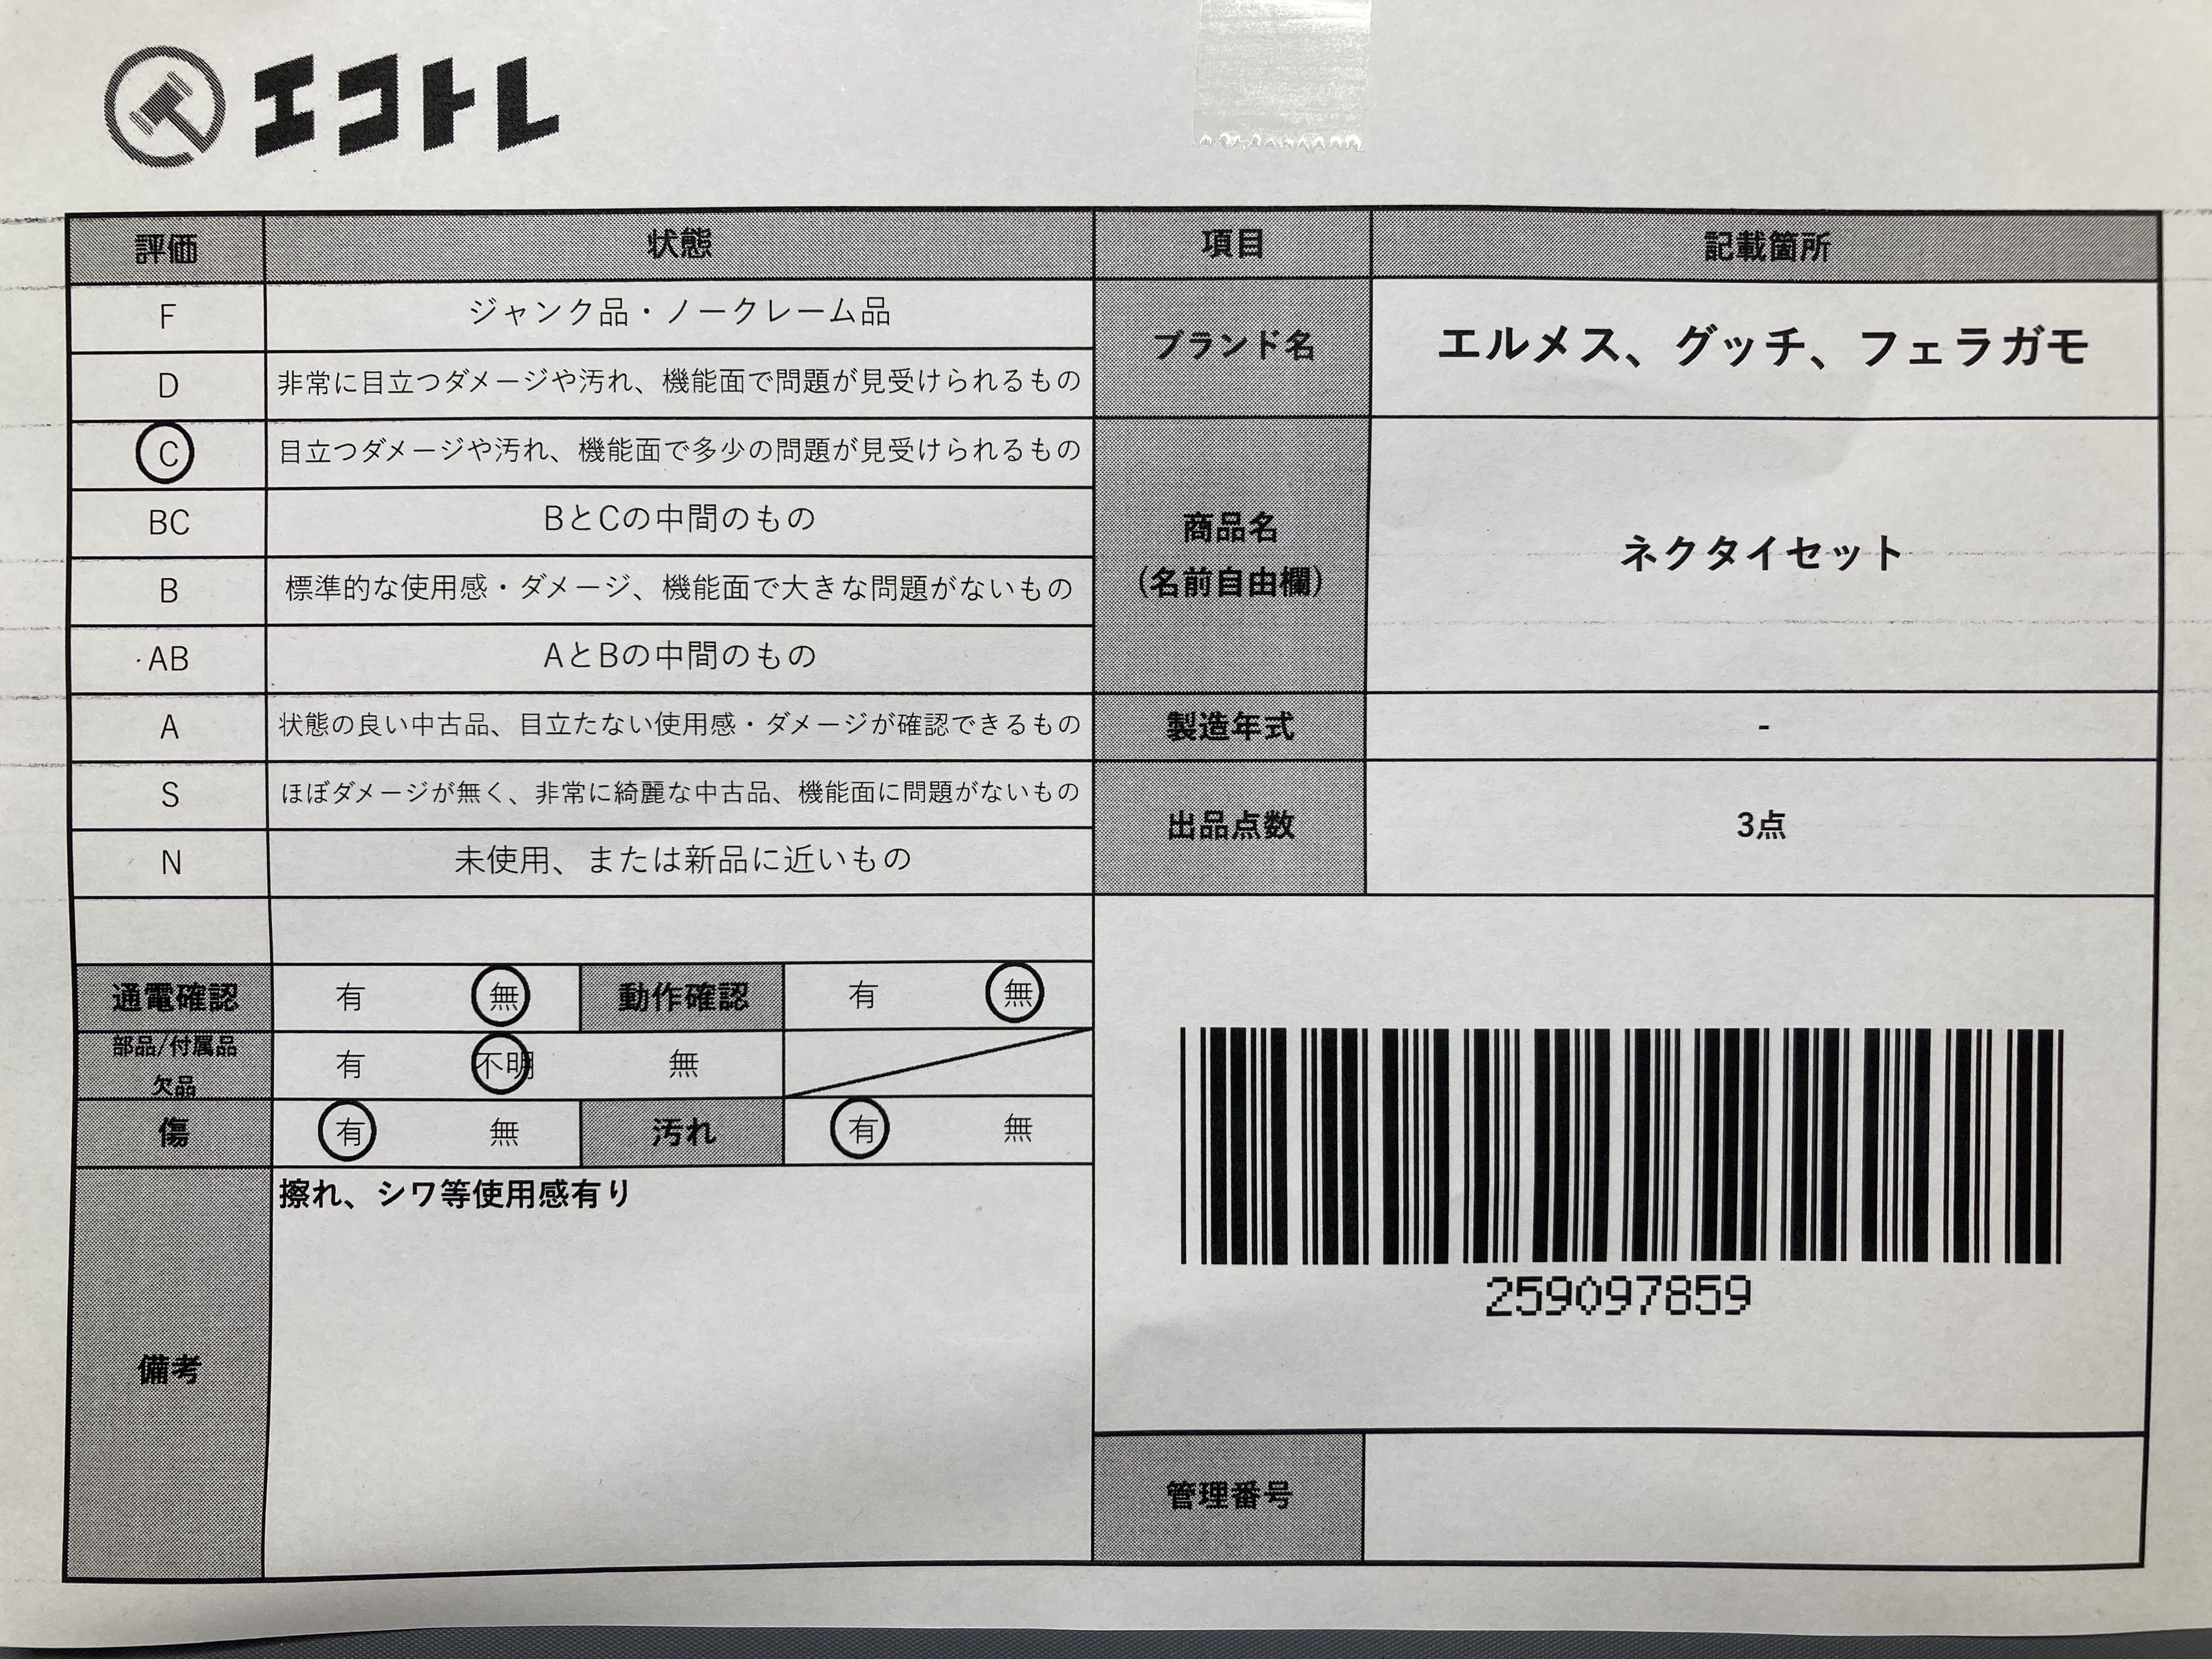 エコトレ
評価 状態 項目 記載箇所
F ジャンク品・ノークレーム品
D 非常に目立つダメージや汚れ、機能面で問題が見受けられるもの
ブランド名 エルメス、グッチ、フェラガモ
C 目立つダメージや汚れ、機能面で多少の問題が見受けられるもの
BC BとCの中間のもの
B 標準的な使用感・ダメージ、機能面で大きな問題がないもの
AB AとBの中間のもの
商品名
(名前自由欄)
ネクタイセット
A 状態の良い中古品、目立たない使用感・ダメージが確認できるもの
製造年式 -
S ほぼダメージが無く、非常に綺麗な中古品、機能面に問題がないもの
N 未使用、または新品に近いもの
出品点数 3点
通電確認 有 無 動作確認 有 無
部品/付属品
欠品
有 不明 無
傷 有 無 汚れ 有 無
備考
擦れ、シワ等使用感有り
259097859
管理番号